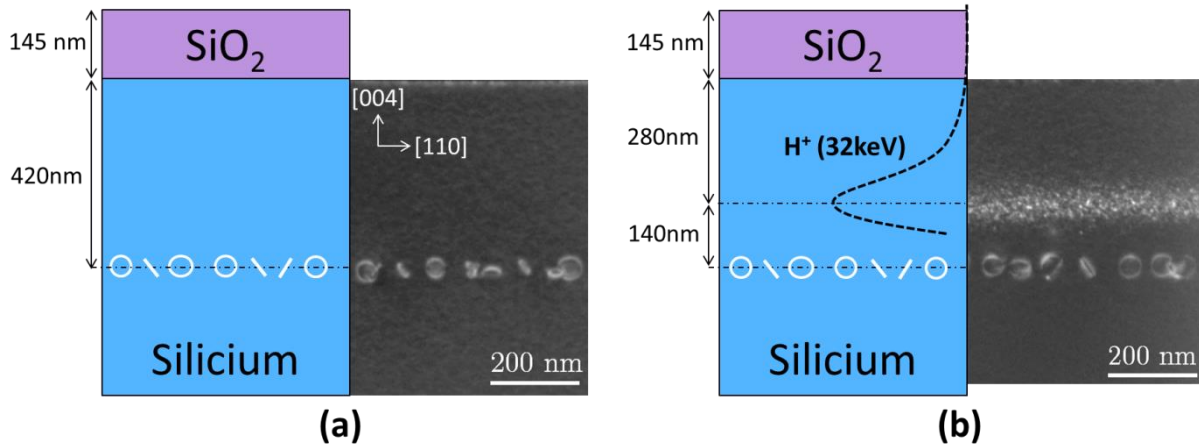 145 nm
SiO₂
420nm
[004]
[110]
Silicium
200 nm
(a)
145 nm
SiO₂
280nm
H⁺ (32keV)
140nm
Silicium
200 nm
(b)